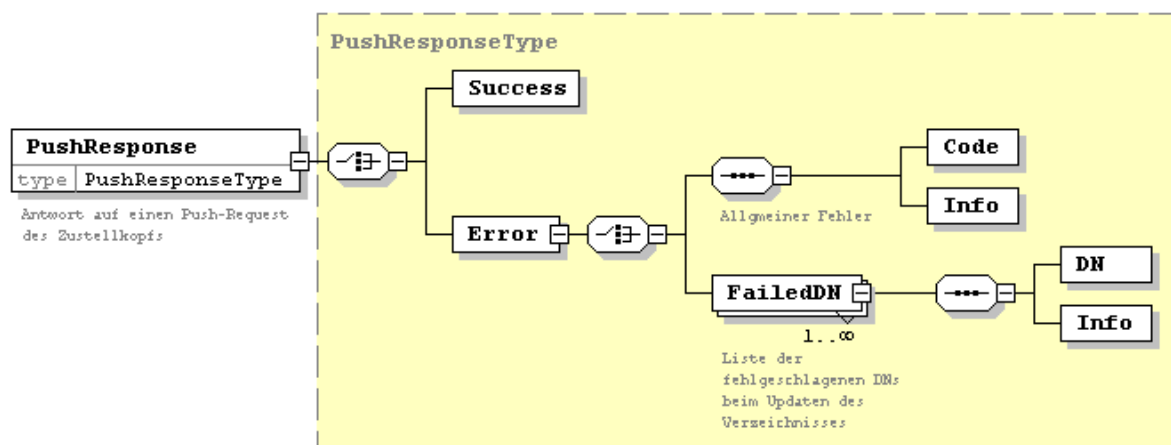 PushResponseType
Success
PushResponse
type PushResponseType
Antwort auf einen Push-Request
des Zustellkopfs
Code
Allgmeiner Fehler
Info
Error
FailedDN
1..∞
Liste der
fehlgeschlagenen DNs
beim Updaten des
Verzeichnisses
DN
Info